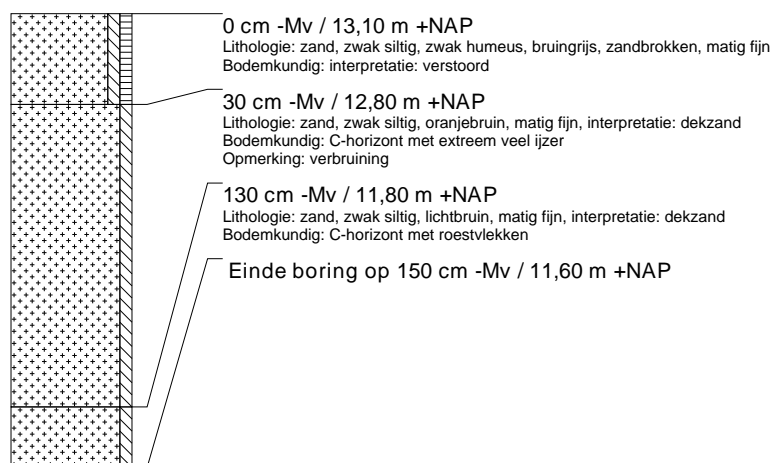 0 cm -Mv / 13,10 m +NAP
Lithologie: zand, zwak siltig, zwak humeus, bruingrijs, zandbrokken, matig fijn
Bodemkundig: interpretatie: verstoord
30 cm -Mv / 12,80 m +NAP
Lithologie: zand, zwak siltig, oranjebruin, matig fijn, interpretatie: dekzand
Bodemkundig: C-horizont met extreem veel ijzer
Opmerking: verbruining
130 cm -Mv / 11,80 m +NAP
Lithologie: zand, zwak siltig, lichtbruin, matig fijn, interpretatie: dekzand
Bodemkundig: C-horizont met roestvlekken
Einde boring op 150 cm -Mv / 11,60 m +NAP